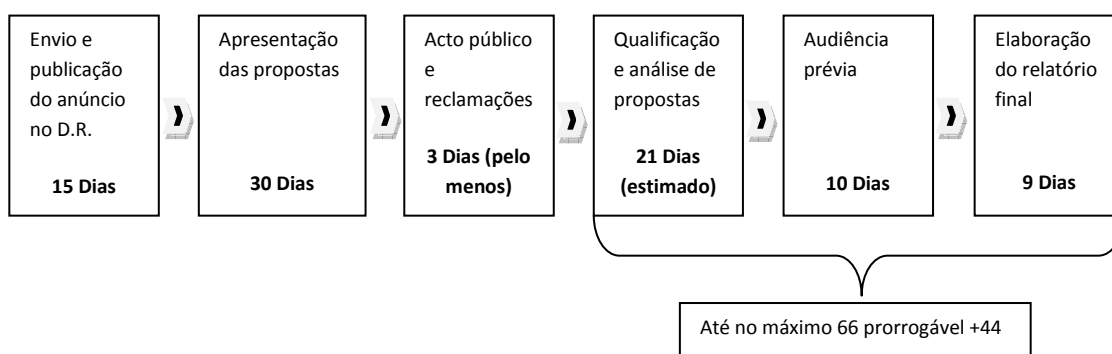 Envio e
publicação
do anúncio
no D.R.
15 Dias
Apresentação
das propostas
30 Dias
Acto público
e
reclamações
3 Dias (pelo
menos)
Qualificação
e análise de
propostas
21 Dias
(estimado)
Audiência
prévia
10 Dias
Elaboração
do relatório
final
9 Dias
Até no máximo 66 prorrogável +44